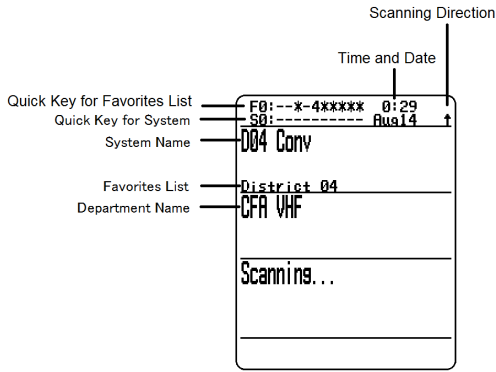 Scanning Direction
Time and Date
Quick Key for Favorites List
F0:--*-4***** 0:29
Quick Key for System
S0:---------- Aug14 ↑
System Name
D04 Conv
Favorites List
District 04
Department Name
CFA VHF
Scanning...